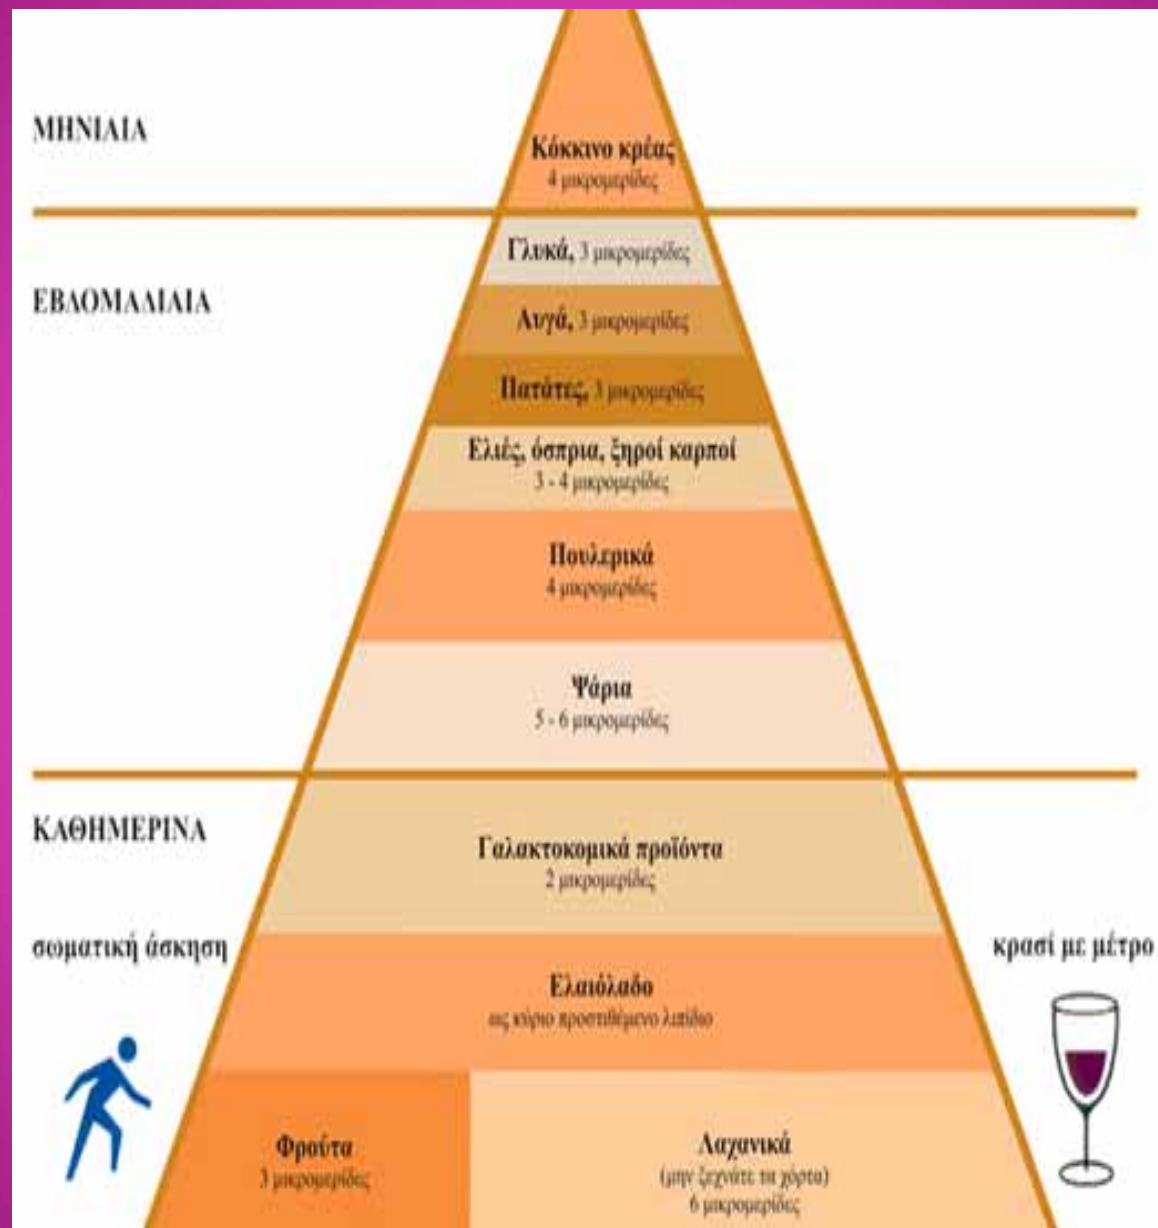 ΜΗΝΙΑΙΑ
Κόκκινο κρέας
4 μικρομερίδες
Γλυκά, 3 μικρομερίδες
ΕΒΔΟΜΑΔΙΑΙΑ
Αυγά, 3 μικρομερίδες
Πατάτες, 3 μικρομερίδες
Ελιές, όσπρια, ξηροί καρποί
3 - 4 μικρομερίδες
Πουλερικά
4 μικρομερίδες
Ψάρια
5 - 6 μικρομερίδες
ΚΑΘΗΜΕΡΙΝΑ
Γαλακτοκομικά προϊόντα
2 μικρομερίδες
σωματική άσκηση
κρασί με μέτρο
Ελαιόλαδο
ως κύριο προστιθέμενο λιπίδιο
Φρούτα
3 μικρομερίδες
Λαχανικά
(μην ξεχνάτε τα χόρτα)
6 μικρομερίδες